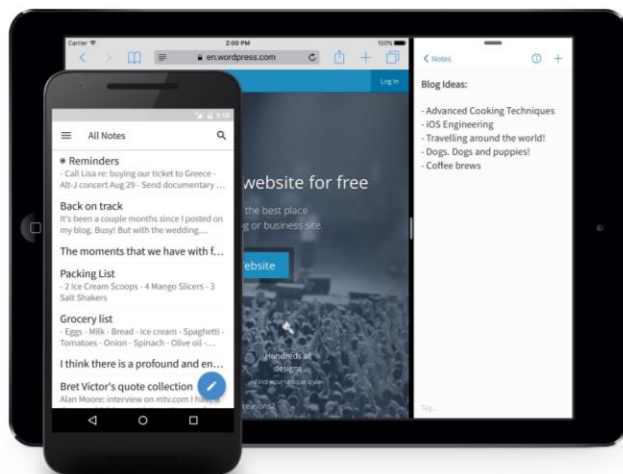 Carrier
2:00 PM
100%
en.wordpress.com
Log In
website for free
the best place
og or business site.
ebsite
Hundreds of
designs
Find your unique style
reasons?
Notes
Blog Ideas:
- Advanced Cooking Techniques
- iOS Engineering
- Travelling around the world!
- Dogs. Dogs and puppies!
- Coffee brews
Tag...
All Notes
Reminders
- Call Lisa re: buying our ticket to Greece -
Alt-J concert Aug 29 - Send documentary ...
Back on track
It's been a couple months since I posted on
my blog. Busy! But with the wedding...
The moments that we have with f...
Packing List
- 2 Ice Cream Scoops - 4 Mango Slicers - 3
Salt Shakers
Grocery list
- Eggs - Milk - Bread - Ice cream - Spaghetti -
Tomatoes - Onion - Spinach - Olive oil -...
I think there is a profound and en...
Bret Victor's quote collection
Alan Moore: interview on mtv.com I have a